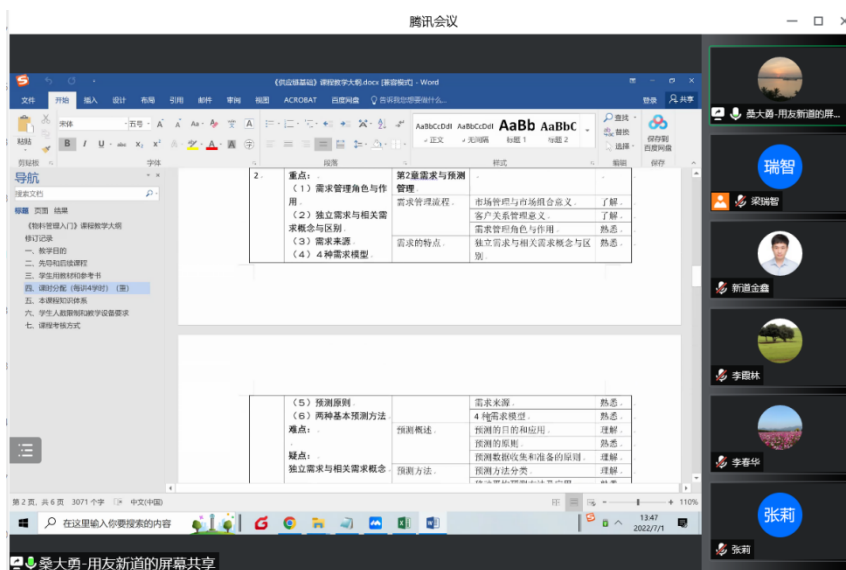 腾讯会议
《供应链基础》课程教学大纲.docx [兼容模式] - Word
文件 开始 插入 设计 布局 引用 邮件 审阅 视图 ACROBAT 百度网盘 告诉我您想要做什么... 登录 共享
粘贴 宋体 五号 查找
替换
选择
B I U abc X₂ X² A
AaBbCcDdI AaBbCcDdI AaBb AaBbC
正文 无间隔 标题 1 标题 2
保存到
百度网盘
剪贴板 字体 段落 样式 编辑 保存
导航
搜索文档
标题 页面 结果
《物料管理入门》课程教学大纲
修订记录
一、教学目的
二、先导和后续课程
三、学生用教材和参考书
四、课时分配（每讲4学时）（重）
五、本课程知识体系
六、学生人数限制和教学设备要求
七、课程考核方式
2. 重点： 第2章需求与预测
（1）需求管理角色与作 管理
用 需求管理流程 市场管理与市场组合意义 了解
（2）独立需求与相关需 客户关系管理意义 了解
求概念与区别 需求管理角色与作用 熟悉
（3）需求来源 需求的特点 独立需求与相关需求概念与区 熟悉
（4）4种需求模型 别
（5）预测原则 需求来源 熟悉
（6）两种基本预测方法 4种需求模型 熟悉
难点： 预测概述 预测的目的和应用 理解
预测的原则 熟悉
疑点： 预测数据收集和准备的原则 理解
独立需求与相关需求概念 预测方法 预测方法分类 理解
第 2 页，共 6 页 3071 个字 中文(中国) 110%
在这里输入你要搜索的内容
13:47
2022/7/1
桑大勇-用友新道的屏幕共享
桑大勇-用友新道的屏...
瑞智
梁瑞智
新道金鑫
李霞林
李春华
张莉
张莉